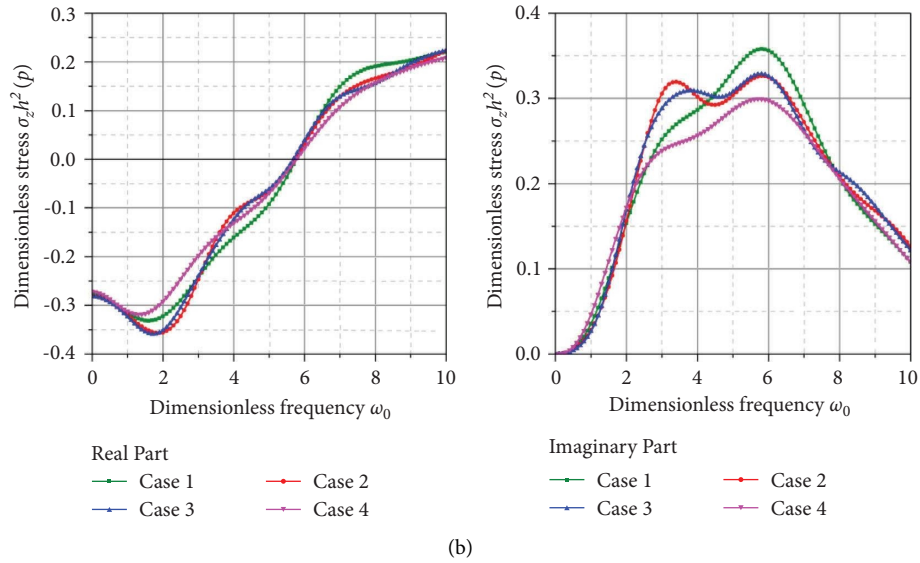 Dimensionless stress σzh² (p)
0.3
0.2
0.1
0.0
-0.1
-0.2
-0.3
-0.4
0 2 4 6 8 10
Dimensionless frequency ω₀
Real Part
Case 1 Case 2
Case 3 Case 4
Dimensionless stress σzh² (p)
0.4
0.3
0.2
0.1
0.0
0 2 4 6 8 10
Dimensionless frequency ω₀
Imaginary Part
Case 1 Case 2
Case 3 Case 4
(b)